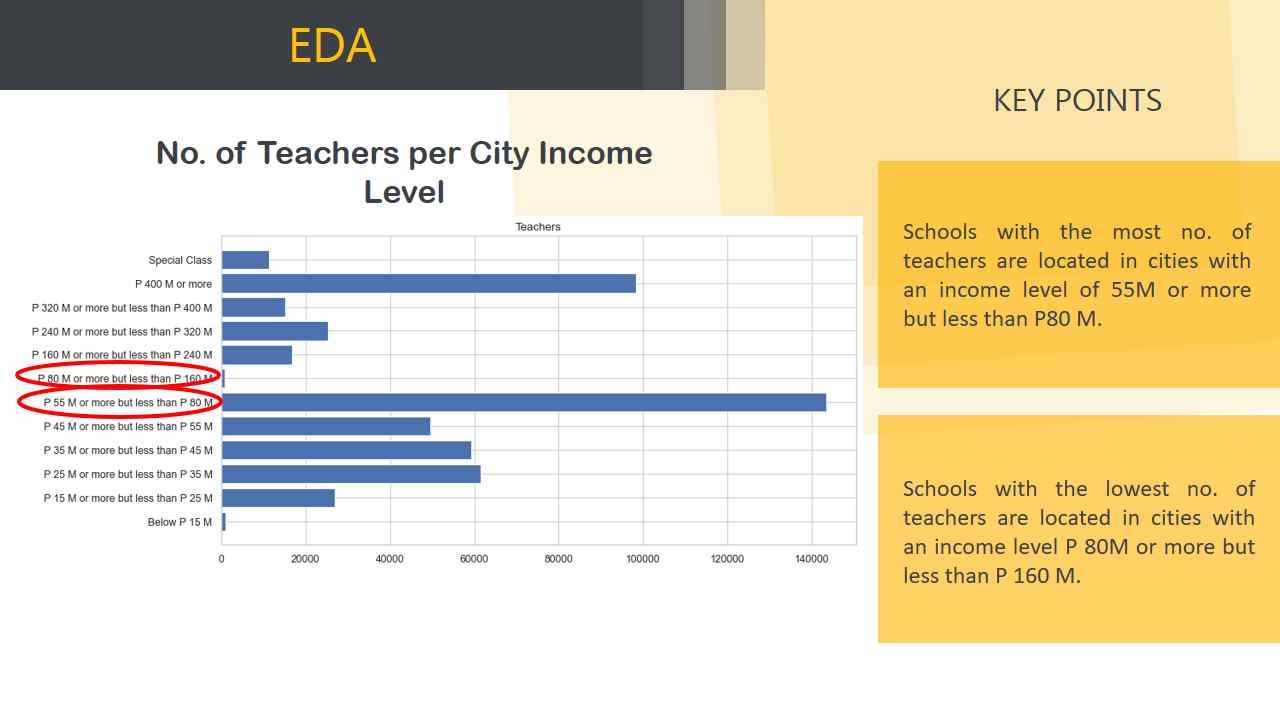 EDA
KEY POINTS
No. of Teachers per City Income
Level
Teachers
Special Class
P 400 M or more
P 320 M or more but less than P 400 M
P 240 M or more but less than P 320 M
P 160 M or more but less than P 240 M
P 80 M or more but less than P 160 M
P 55 M or more but less than P 80 M
P 45 M or more but less than P 55 M
P 35 M or more but less than P 45 M
P 25 M or more but less than P 35 M
P 15 M or more but less than P 25 M
Below P 15 M
0 20000 40000 60000 80000 100000 120000 140000
Schools with the most no. of
teachers are located in cities with
an income level of 55M or more
but less than P80 M.
Schools with the lowest no. of
teachers are located in cities with
an income level P 80M or more but
less than P 160 M.